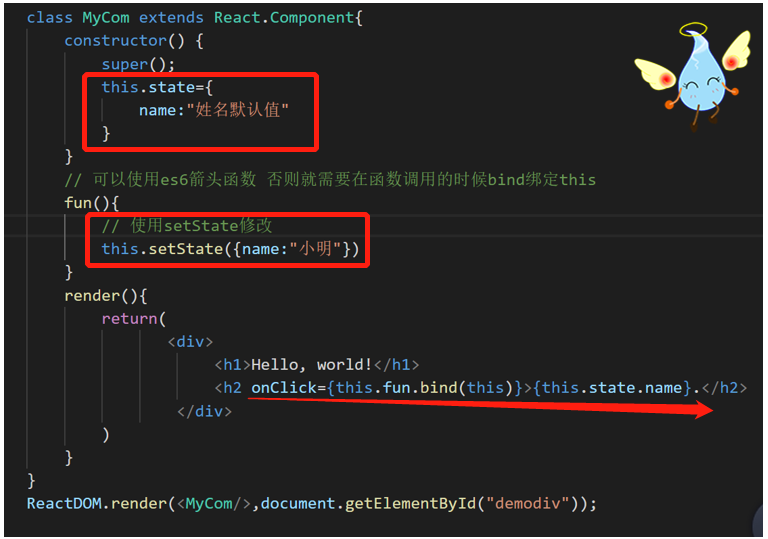 class MyCom extends React.Component{
constructor() {
super();
this.state={
name:"姓名默认值"
}
}
// 可以使用es6箭头函数 否则就需要在函数调用的时候bind绑定this
fun(){
// 使用setState修改
this.setState({name:"小明"})
}
render(){
return(
<div>
<h1>Hello, world!</h1>
<h2 onClick={this.fun.bind(this)}>{this.state.name}.</h2>
</div>
)
}
}
ReactDOM.render(<MyCom/>,document.getElementById("demodiv"));